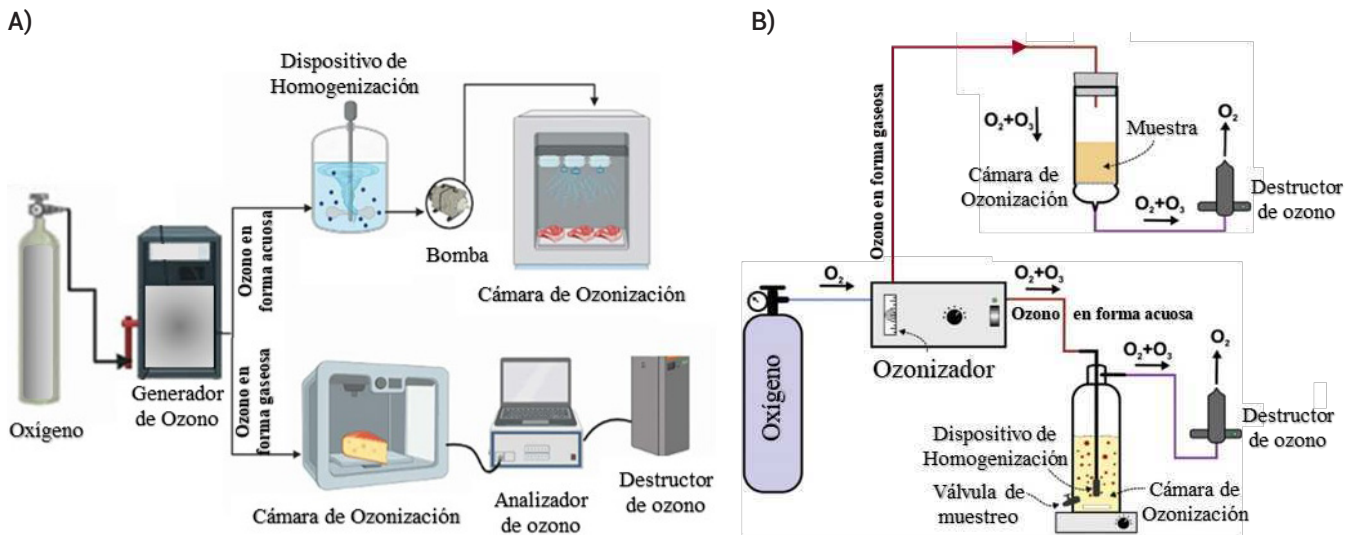 A)
Dispositivo de
Homogenización
Ozono en
forma acuosa
Bomba
Cámara de Ozonización
Oxígeno
Generador
de Ozono
Ozono en
forma gaseosa
Cámara de Ozonización
Analizador
de ozono
Destructor
de ozono
B)
Ozono en forma gaseosa
O₂+O₃
Muestra
Cámara de
Ozonización
O₂+O₃
O₂
Destructor
de ozono
O₂
Oxígeno
Ozonizador
O₂+O₃
Ozono en forma acuosa
O₂+O₃
O₂
Destructor
de ozono
Dispositivo de
Homogenización
Válvula de
muestreo
Cámara de
Ozonización